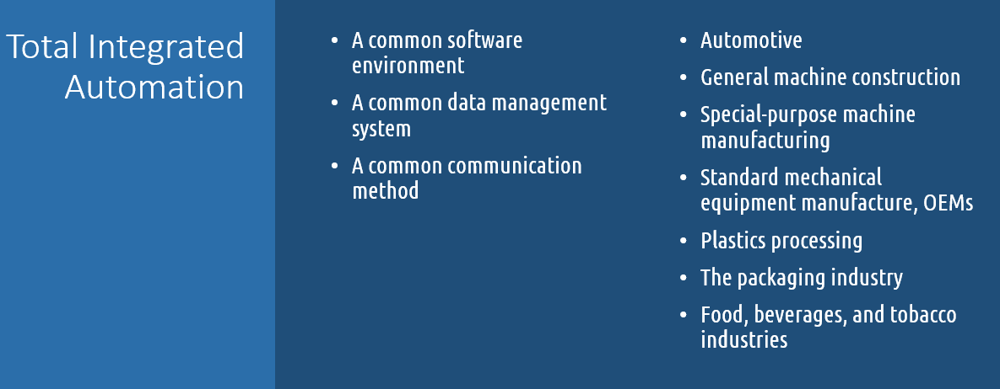 Total Integrated
Automation
• A common software
environment
• A common data management
system
• A common communication
method
• Automotive
• General machine construction
• Special-purpose machine
manufacturing
• Standard mechanical
equipment manufacture, OEMs
• Plastics processing
• The packaging industry
• Food, beverages, and tobacco
industries